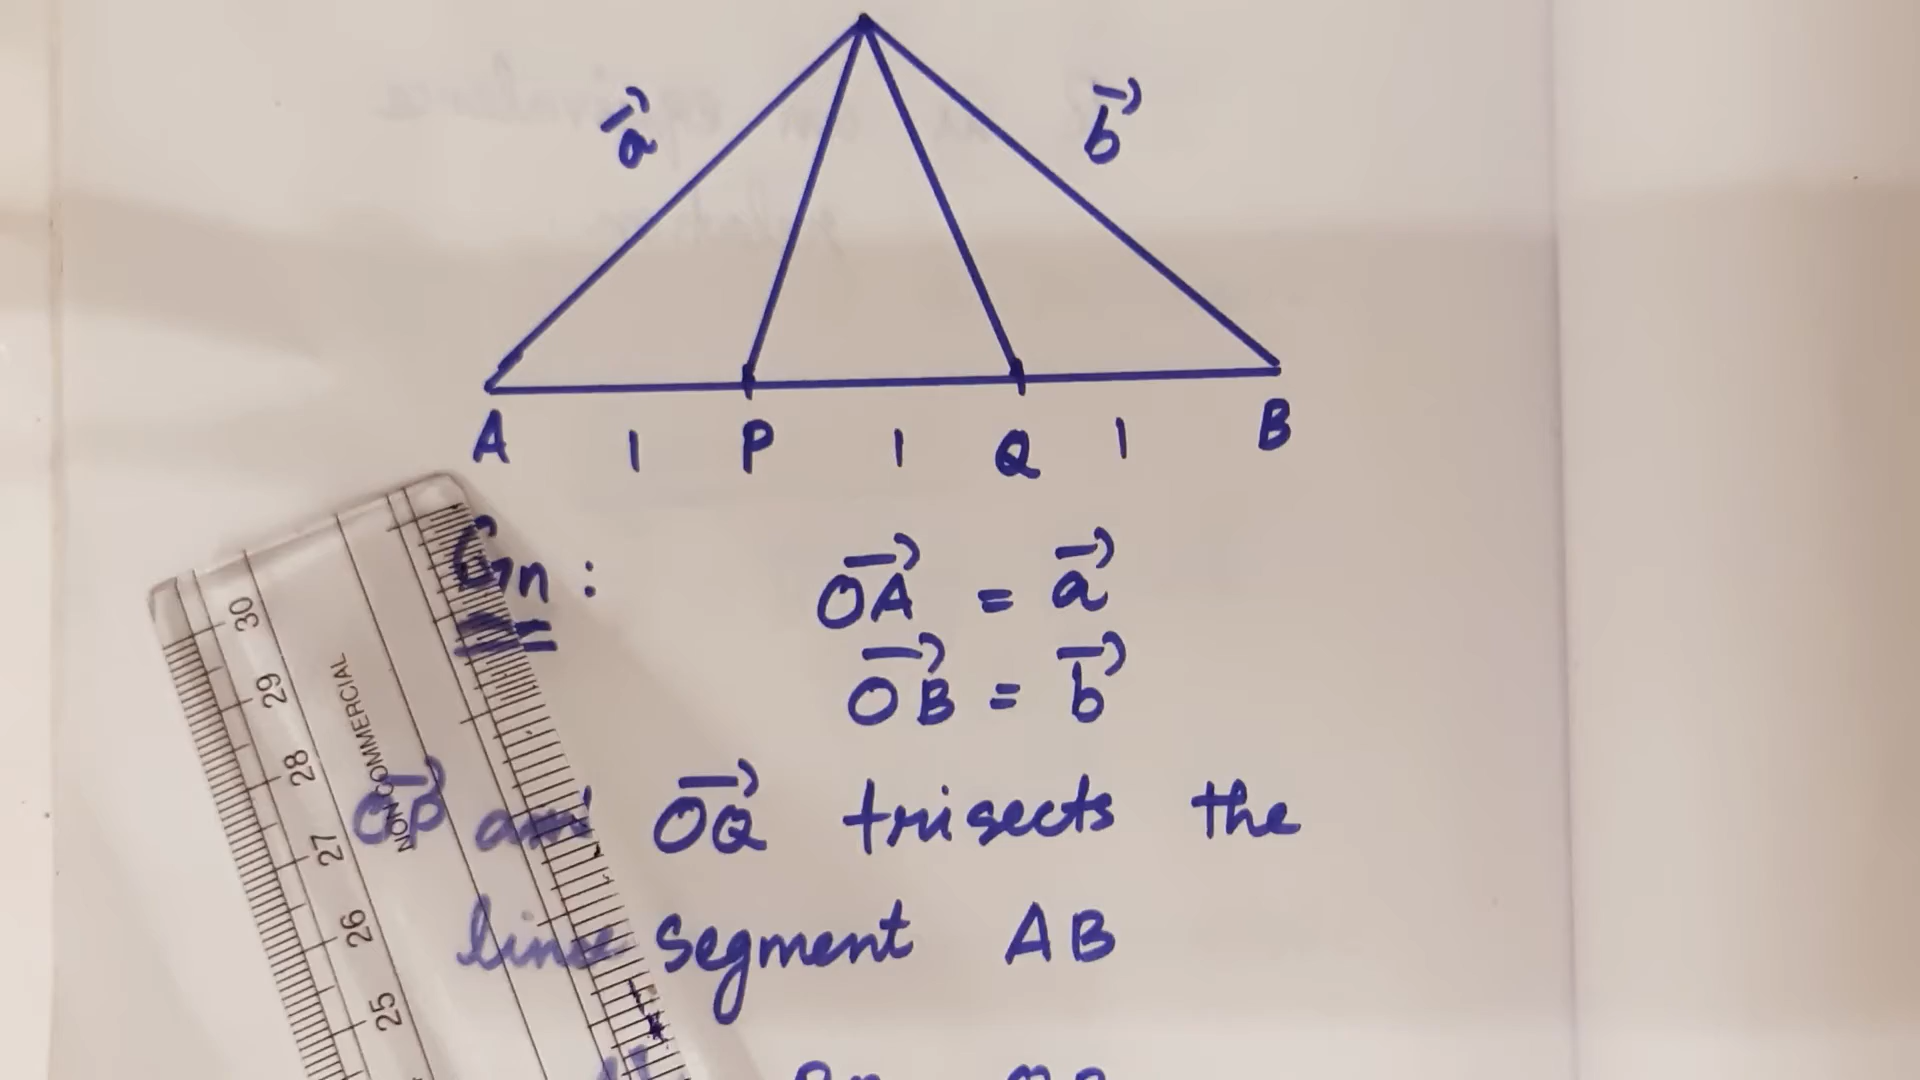 a⃗ b⃗
A 1 P 1 Q 1 B
Gn : OA⃗ = a⃗
OB⃗ = b⃗
OP⃗ and OQ⃗ trisects the
line segment AB
30
29
28
27
26
25
NON COMMERCIAL